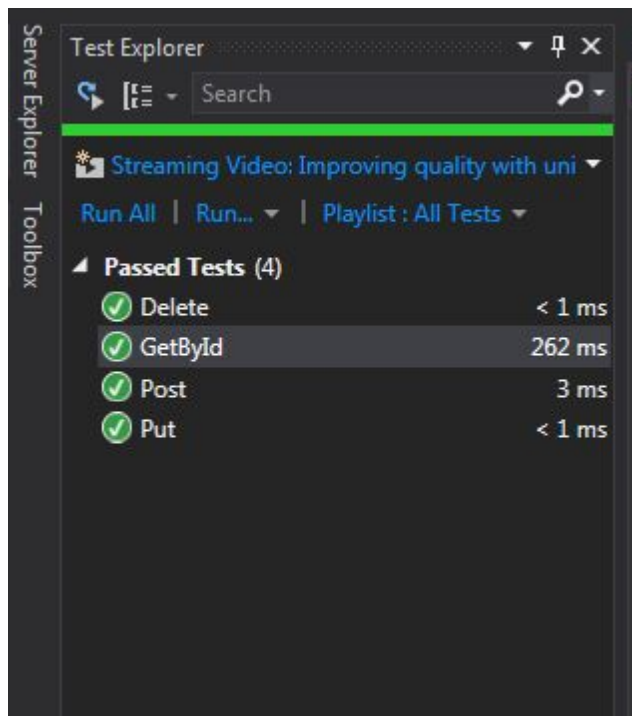 Server Explorer
Toolbox
Test Explorer
Search
Streaming Video: Improving quality with uni
Run All | Run... | Playlist : All Tests
Passed Tests (4)
Delete < 1 ms
GetById 262 ms
Post 3 ms
Put < 1 ms